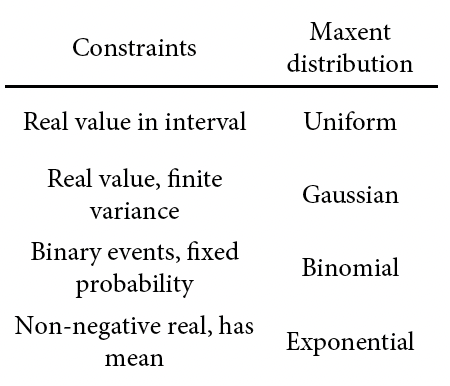 Constraints
Maxent
distribution
Real value in interval
Uniform
Real value, finite
variance
Gaussian
Binary events, fixed
probability
Binomial
Non-negative real, has
mean
Exponential